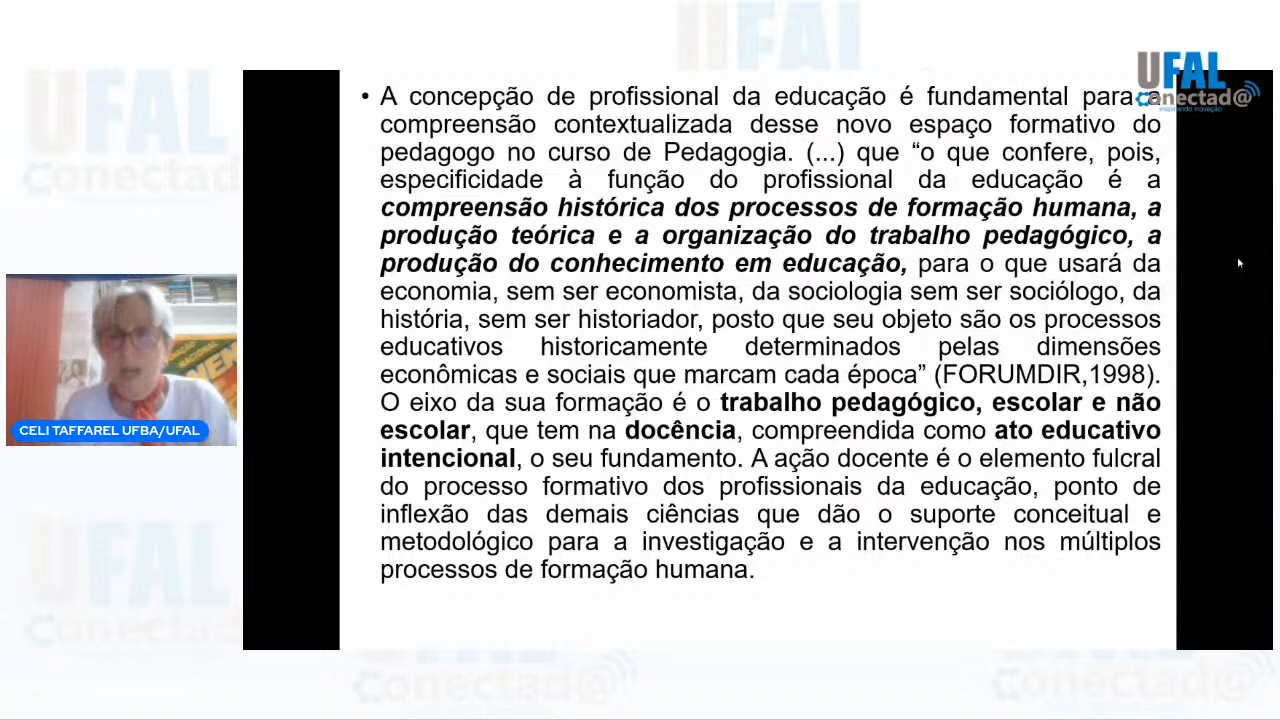 UFAL
conectad@
inspirando inovação
• A concepção de profissional da educação é fundamental para a
compreensão contextualizada desse novo espaço formativo do
pedagogo no curso de Pedagogia. (...) que “o que confere, pois,
especificidade à função do profissional da educação é a
compreensão histórica dos processos de formação humana, a
produção teórica e a organização do trabalho pedagógico, a
produção do conhecimento em educação, para o que usará da
economia, sem ser economista, da sociologia sem ser sociólogo, da
história, sem ser historiador, posto que seu objeto são os processos
educativos historicamente determinados pelas dimensões
econômicas e sociais que marcam cada época” (FORUMDIR,1998).
O eixo da sua formação é o trabalho pedagógico, escolar e não
escolar, que tem na docência, compreendida como ato educativo
intencional, o seu fundamento. A ação docente é o elemento fulcral
do processo formativo dos profissionais da educação, ponto de
inflexão das demais ciências que dão o suporte conceitual e
metodológico para a investigação e a intervenção nos múltiplos
processos de formação humana.
CELI TAFFAREL UFBA/UFAL